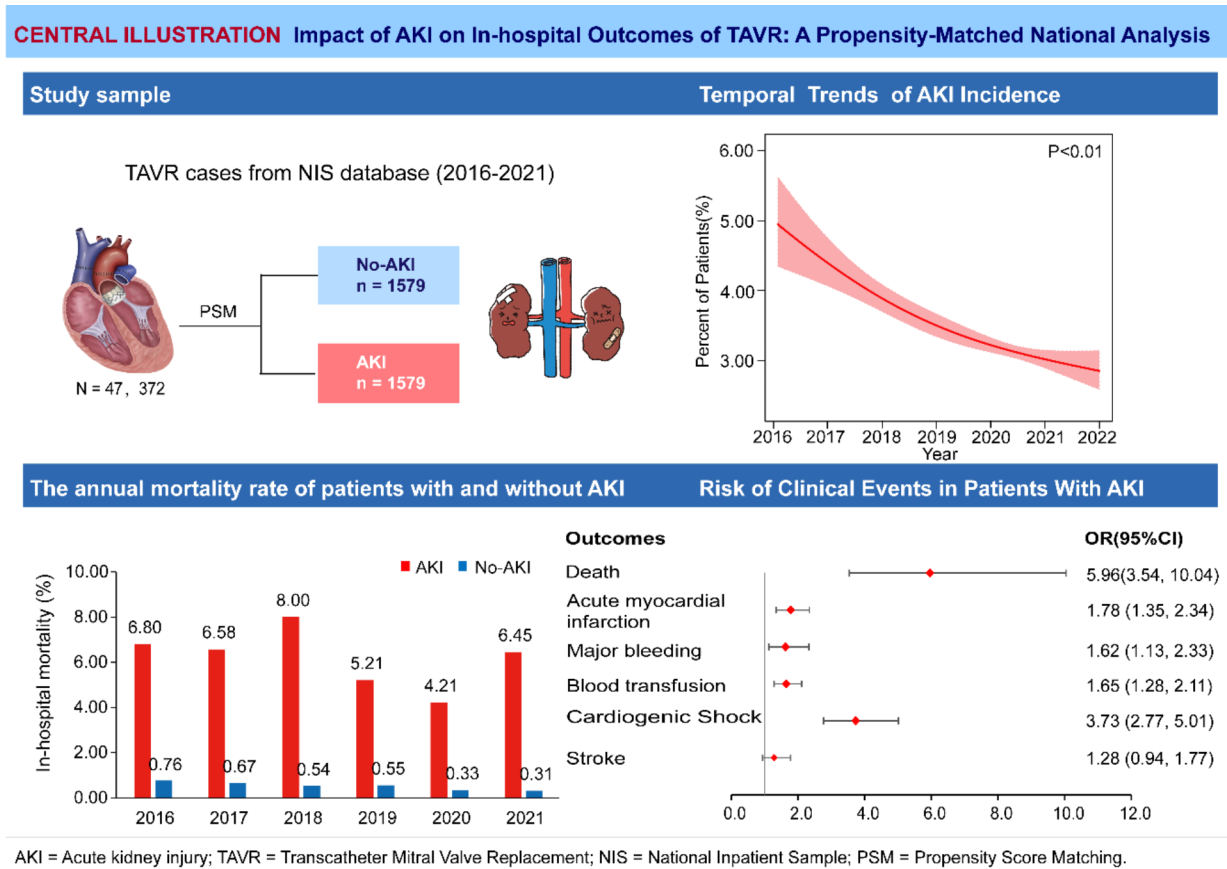 CENTRAL ILLUSTRATION Impact of AKI on In-hospital Outcomes of TAVR: A Propensity-Matched National Analysis
Study sample
TAVR cases from NIS database (2016-2021)
N = 47, 372
PSM
No-AKI
n = 1579
AKI
n = 1579
Temporal Trends of AKI Incidence
Percent of Patients(%)
6.00
5.00
4.00
3.00
P<0.01
2016 2017 2018 2019 2020 2021 2022
Year
The annual mortality rate of patients with and without AKI
AKI No-AKI
In-hospital mortality (%)
10.00
8.00
6.00
4.00
2.00
0.00
6.80 0.76 6.58 0.67 8.00 0.54 5.21 0.55 4.21 0.33 6.45 0.31
2016 2017 2018 2019 2020 2021
Risk of Clinical Events in Patients With AKI
Outcomes OR(95%CI)
Death 5.96(3.54, 10.04)
Acute myocardial
infarction 1.78 (1.35, 2.34)
Major bleeding 1.62 (1.13, 2.33)
Blood transfusion 1.65 (1.28, 2.11)
Cardiogenic Shock 3.73 (2.77, 5.01)
Stroke 1.28 (0.94, 1.77)
0.0 2.0 4.0 6.0 8.0 10.0 12.0
AKI = Acute kidney injury; TAVR = Transcatheter Mitral Valve Replacement; NIS = National Inpatient Sample; PSM = Propensity Score Matching.